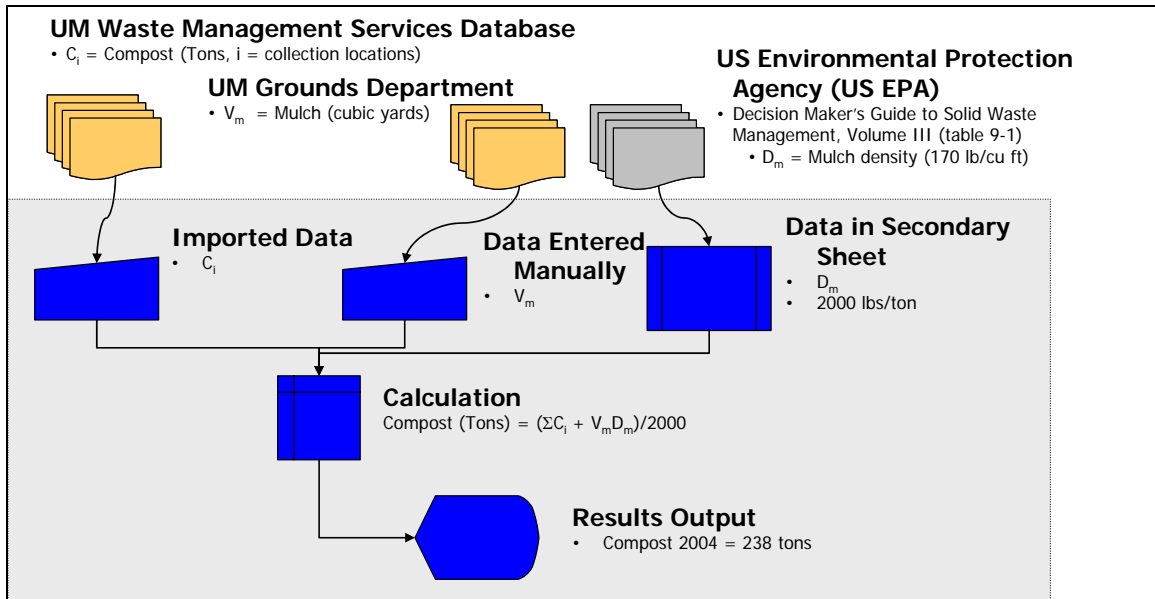 UM Waste Management Services Database
• Cᵢ = Compost (Tons, i = collection locations)
UM Grounds Department
• Vₘ = Mulch (cubic yards)
US Environmental Protection
Agency (US EPA)
• Decision Maker's Guide to Solid Waste
Management, Volume III (table 9-1)
• Dₘ = Mulch density (170 lb/cu ft)
Imported Data
• Cᵢ
Data Entered
Manually
• Vₘ
Data in Secondary
Sheet
• Dₘ
• 2000 lbs/ton
Calculation
Compost (Tons) = (ΣCᵢ + VₘDₘ)/2000
Results Output
• Compost 2004 = 238 tons